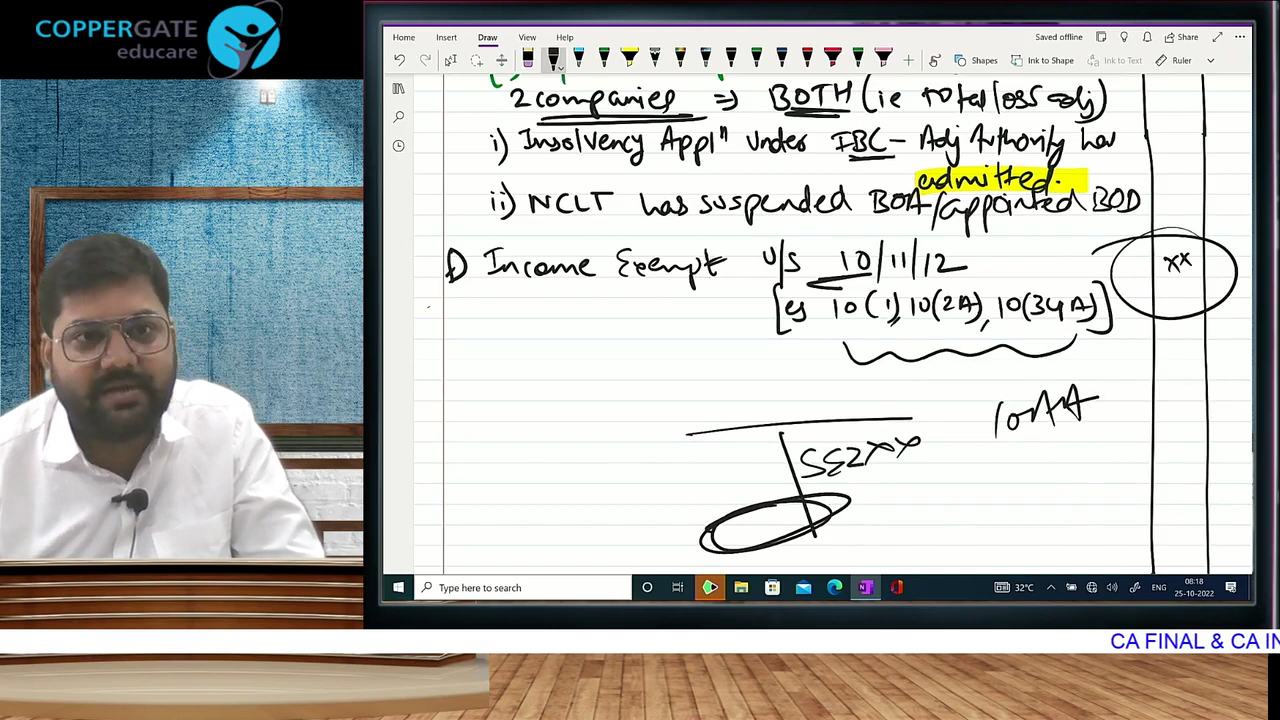 COPPERGATE
educare
Home Insert Draw View Help
Saved offline Share
Shapes Ink to Shape Ink to Text Ruler
2 companies ⇒ BOTH (ie total loss adj)
i) Insolvency Appln under IBC - Adj Authority has
admitted.
ii) NCLT has suspended BOA/appointed BOD
D) Income Exempt u/s 10/11/12
xx
[eg 10(1), 10(2A), 10(34A)]
10AA
SEZ xx
Type here to search
32°C
ENG
08:18
25-10-2022
CA FINAL & CA IN